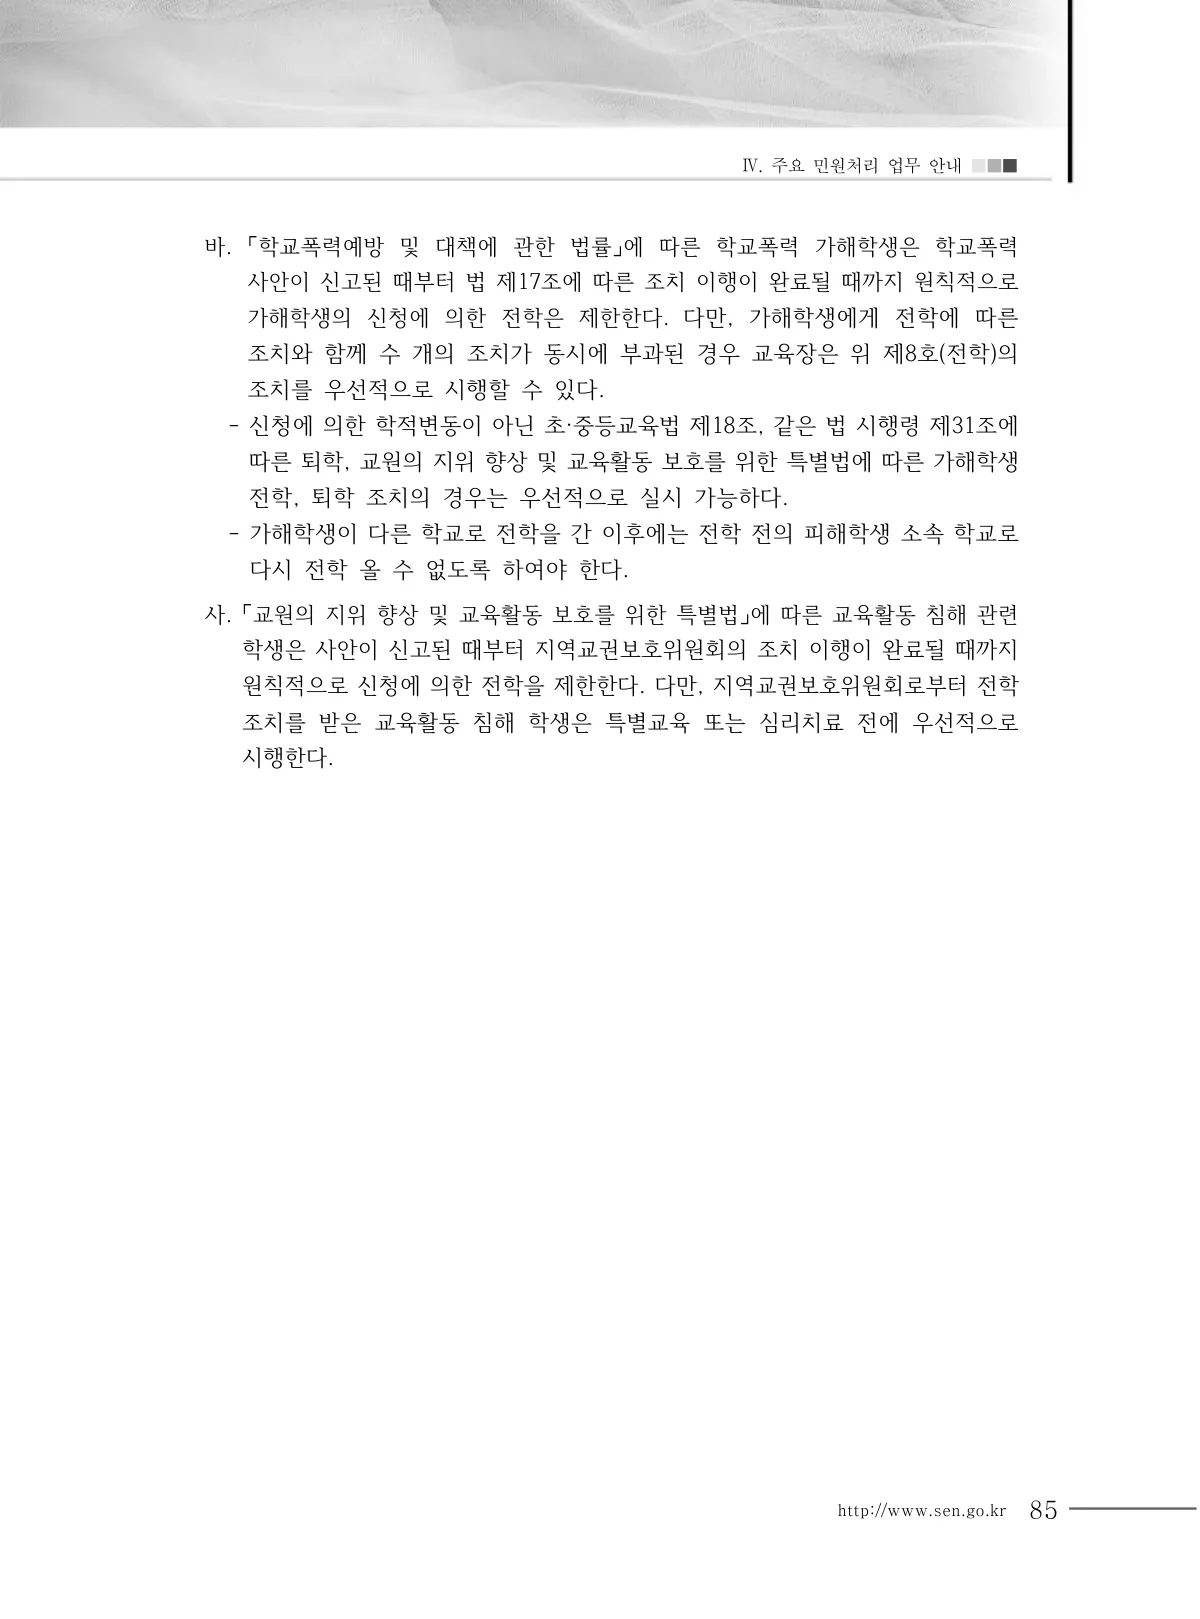 Ⅳ. 주요 민원처리 업무 안내
바. ｢학교폭력예방 및 대책에 관한 법률｣에 따른 학교폭력 가해학생은 학교폭력
사안이 신고된 때부터 법 제17조에 따른 조치 이행이 완료될 때까지 원칙적으로
가해학생의 신청에 의한 전학은 제한한다. 다만, 가해학생에게 전학에 따른
조치와 함께 수 개의 조치가 동시에 부과된 경우 교육장은 위 제8호(전학)의
조치를 우선적으로 시행할 수 있다.
- 신청에 의한 학적변동이 아닌 초·중등교육법 제18조, 같은 법 시행령 제31조에
따른 퇴학, 교원의 지위 향상 및 교육활동 보호를 위한 특별법에 따른 가해학생
전학, 퇴학 조치의 경우는 우선적으로 실시 가능하다.
- 가해학생이 다른 학교로 전학을 간 이후에는 전학 전의 피해학생 소속 학교로
다시 전학 올 수 없도록 하여야 한다.
사. ｢교원의 지위 향상 및 교육활동 보호를 위한 특별법｣에 따른 교육활동 침해 관련
학생은 사안이 신고된 때부터 지역교권보호위원회의 조치 이행이 완료될 때까지
원칙적으로 신청에 의한 전학을 제한한다. 다만, 지역교권보호위원회로부터 전학
조치를 받은 교육활동 침해 학생은 특별교육 또는 심리치료 전에 우선적으로
시행한다.
http://www.sen.go.kr 85